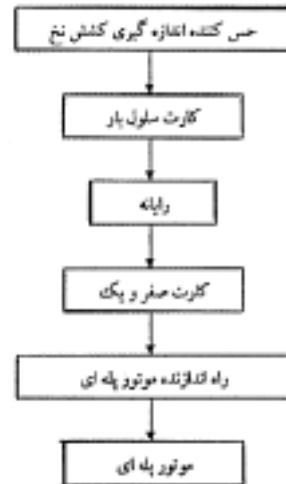 حس کننده اندازه گیری کشش نخ
کارت سلول بار
رایانه
کارت صفر و یک
راه اندازنده موتور پله ای
موتور پله ای